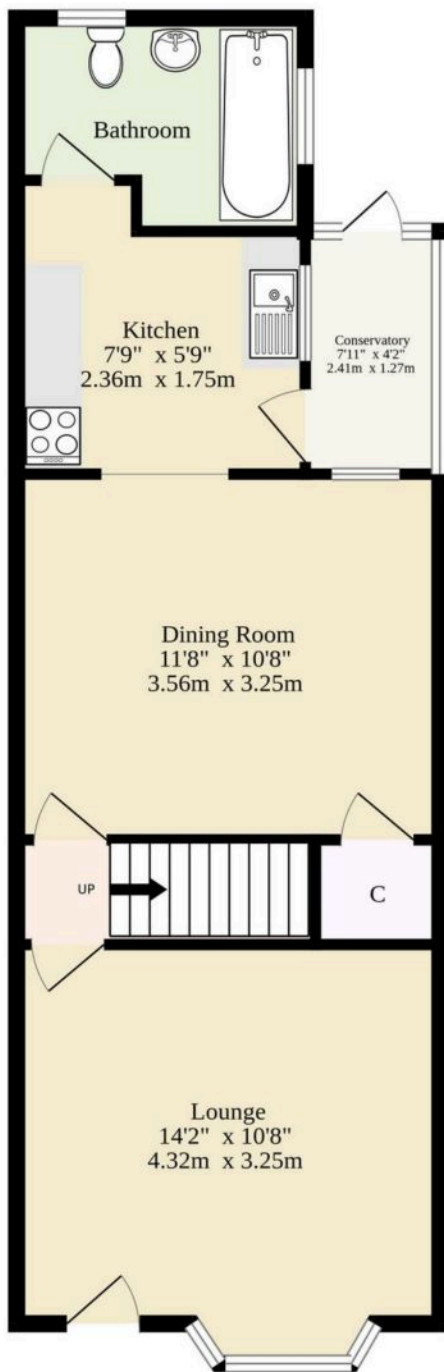 Bathroom
Kitchen
7'9" x 5'9"
2.36m x 1.75m
Conservatory
7'11" x 4'2"
2.41m x 1.27m
Dining Room
11'8" x 10'8"
3.56m x 3.25m
UP
C
Lounge
14'2" x 10'8"
4.32m x 3.25m